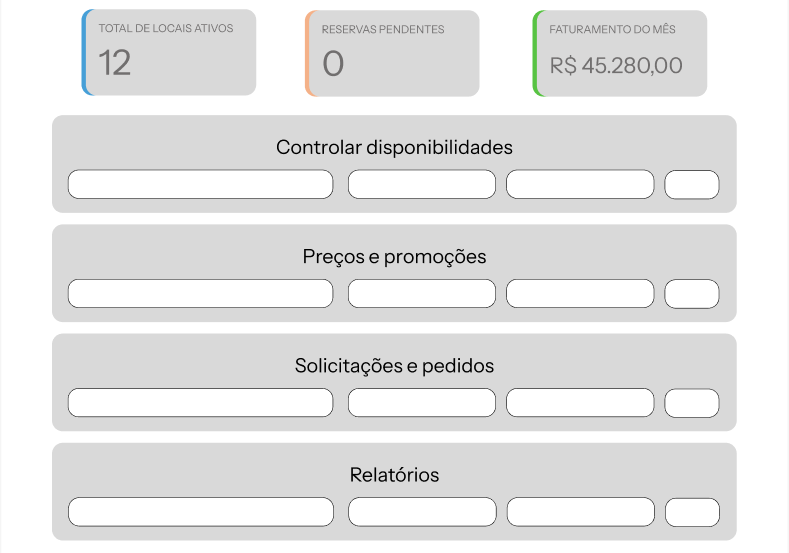 TOTAL DE LOCAIS ATIVOS
12
RESERVAS PENDENTES
0
FATURAMENTO DO MÊS
R$ 45.280,00
Controlar disponibilidades
Preços e promoções
Solicitações e pedidos
Relatórios